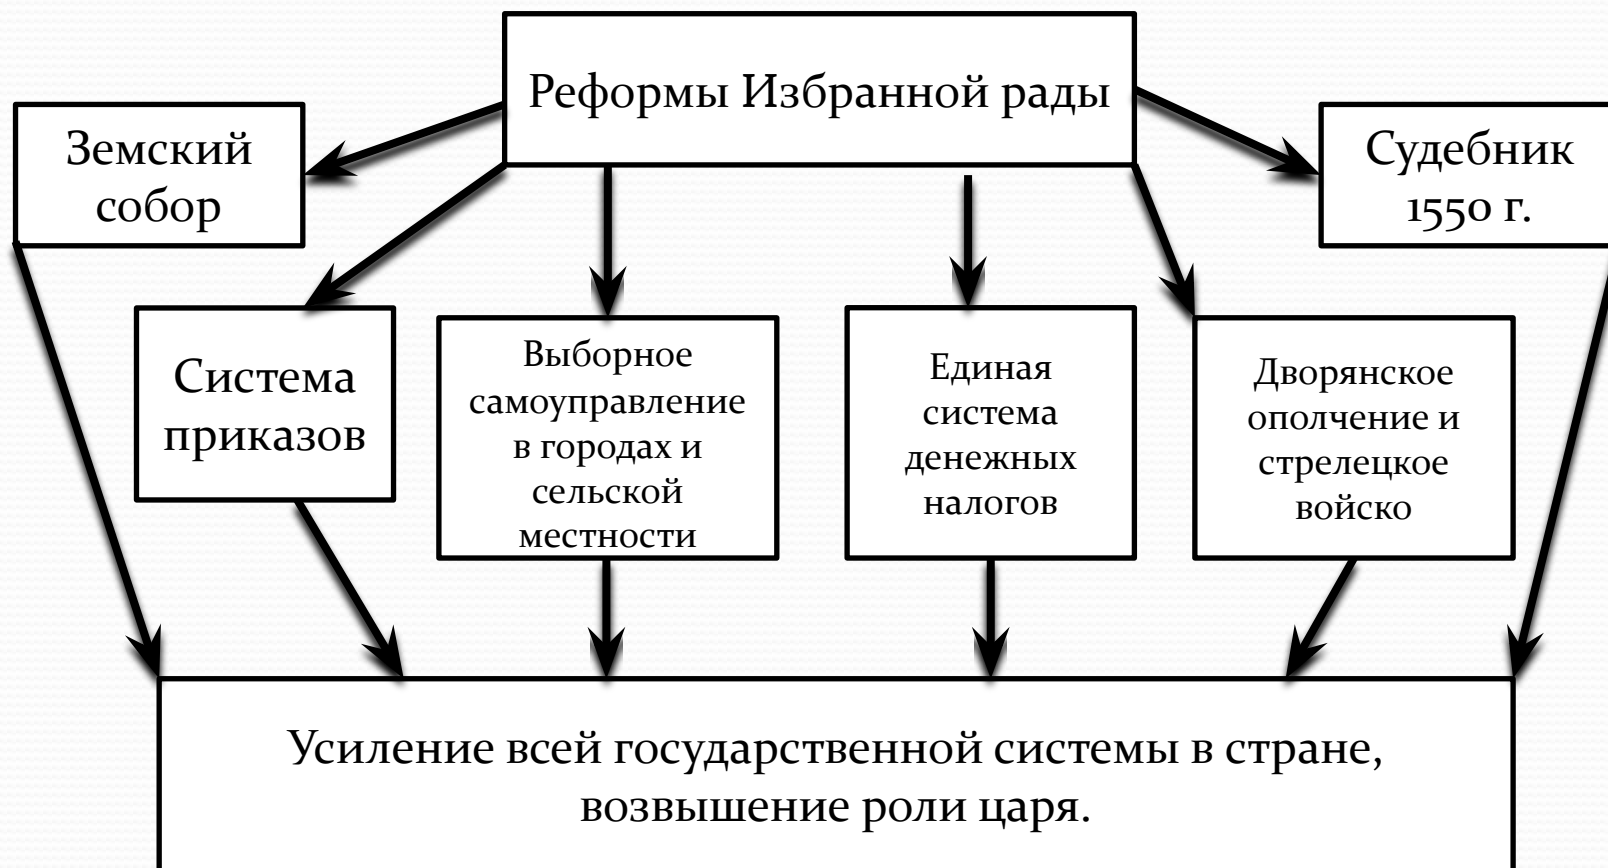 Реформы Избранной рады
Земский
собор
Судебник
1550 г.
Система
приказов
Выборное
самоуправление
в городах и
сельской
местности
Единая
система
денежных
налогов
Дворянское
ополчение и
стрелецкое
войско
Усиление всей государственной системы в стране,
возвышение роли царя.